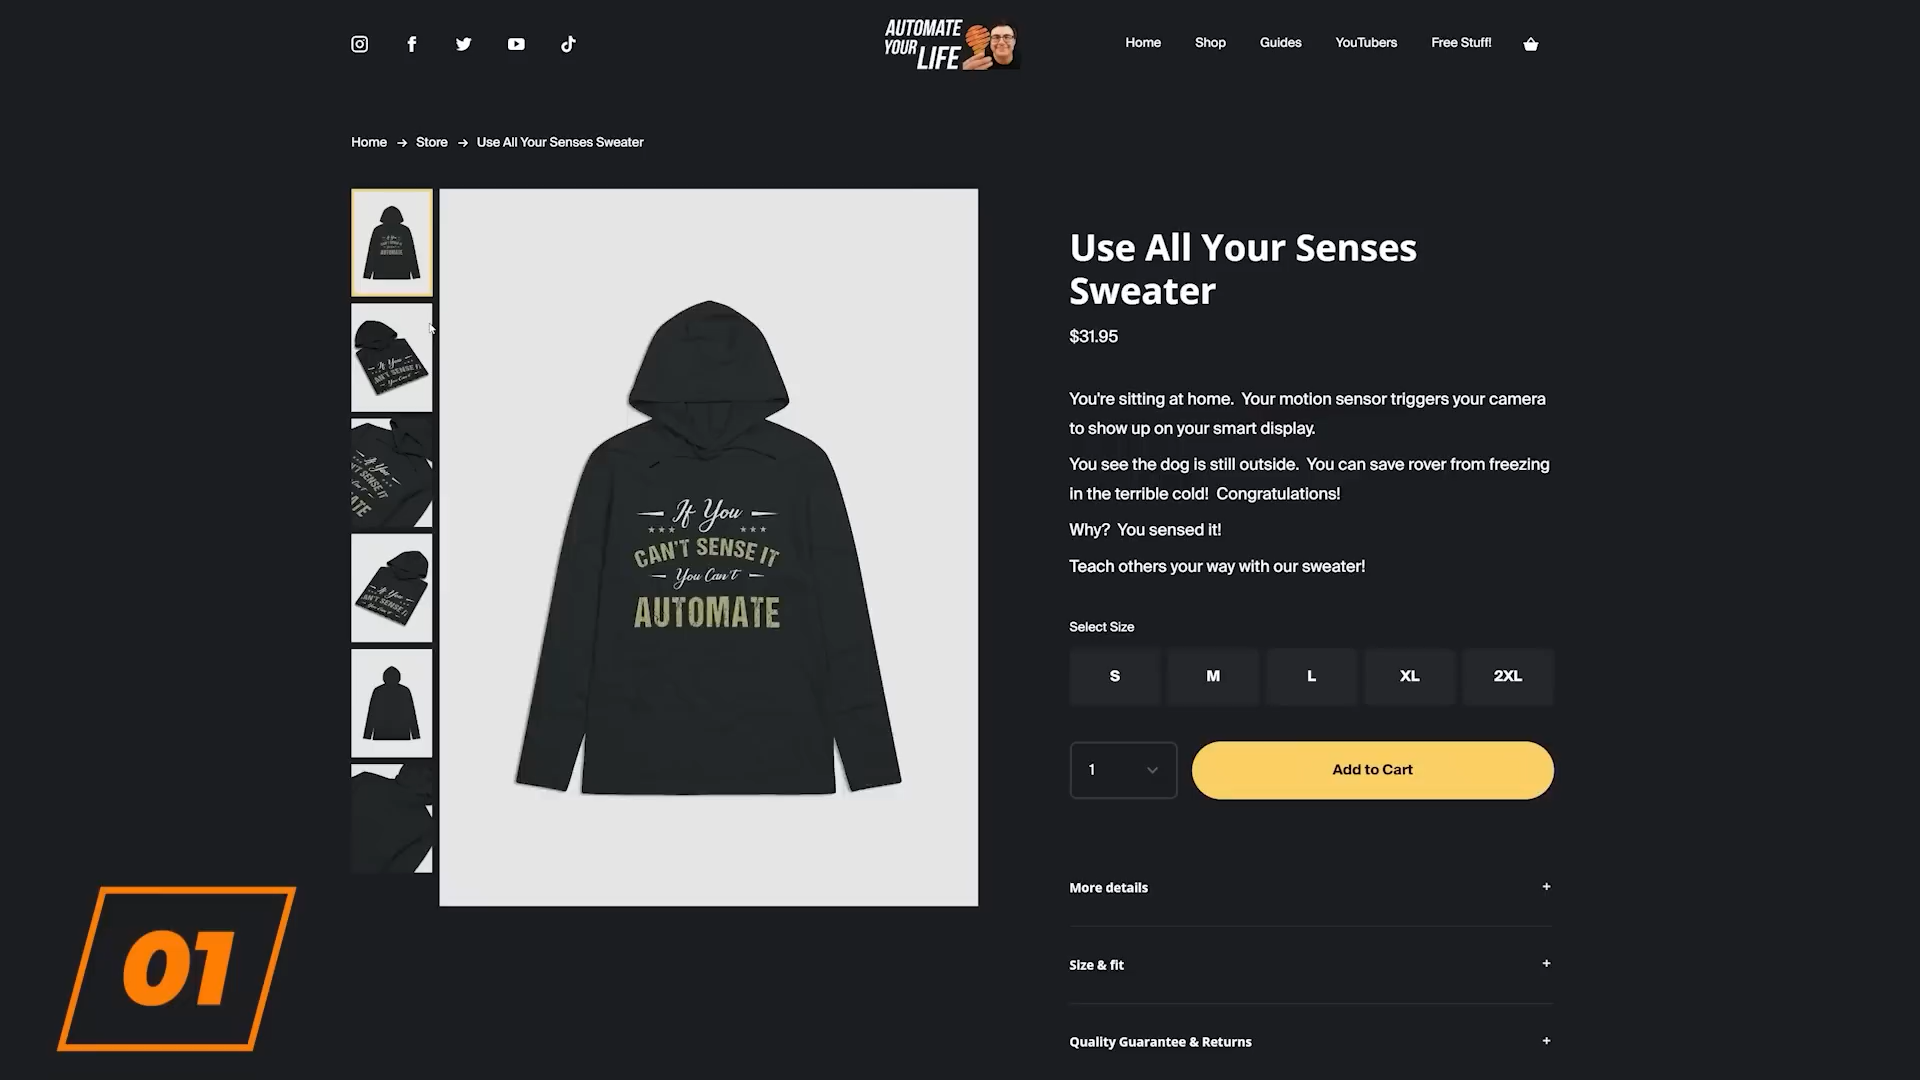 AUTOMATE
YOUR
LIFE
Home
Shop
Guides
YouTubers
Free Stuff!
Home → Store → Use All Your Senses Sweater
If You
CAN'T SENSE IT
You Can't
AUTOMATE
Use All Your Senses
Sweater
$31.95
You're sitting at home. Your motion sensor triggers your camera
to show up on your smart display.
You see the dog is still outside. You can save rover from freezing
in the terrible cold! Congratulations!
Why? You sensed it!
Teach others your way with our sweater!
Select Size
S
M
L
XL
2XL
1
Add to Cart
More details +
Size & fit +
Quality Guarantee & Returns +
01